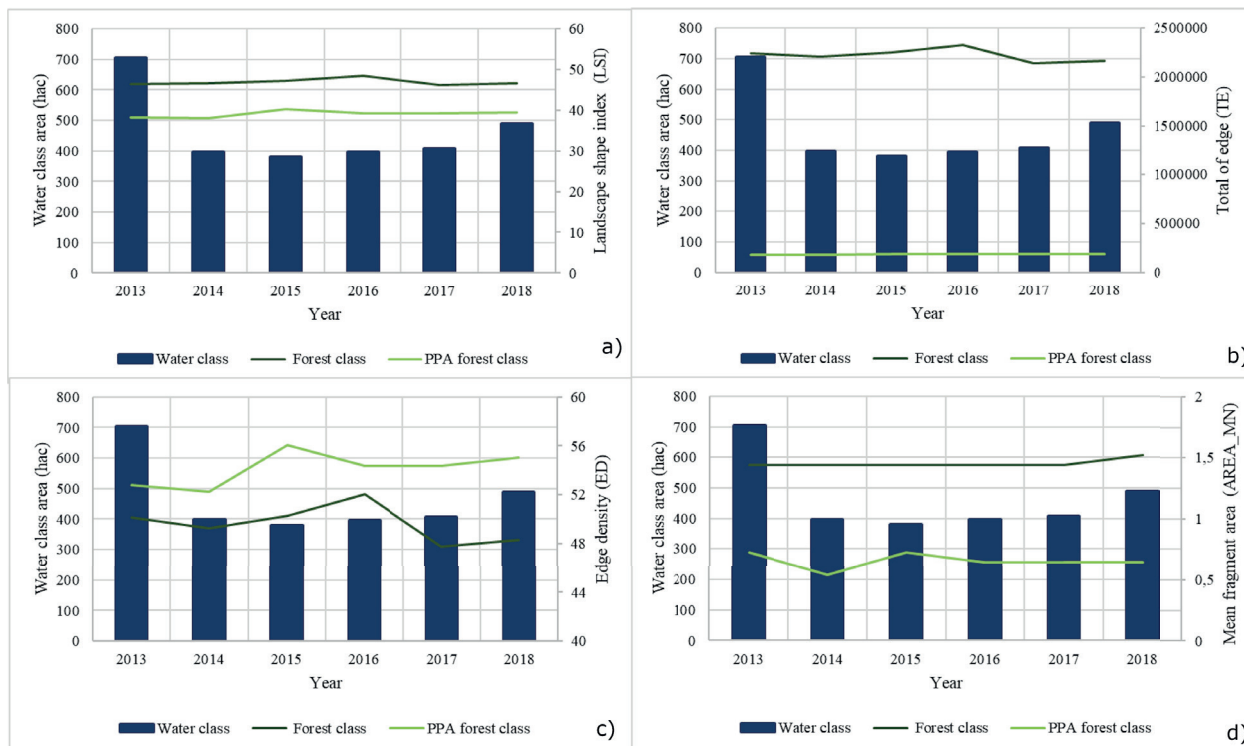 800
700
600
500
400
300
200
100
0
Water class area (hac)
60
50
40
30
20
10
0
Landscape shape index (LSI)
2013 2014 2015 2016 2017 2018
Year
Water class Forest class PPA forest class
a)
800
700
600
500
400
300
200
100
0
Water class area (hac)
2500000
2000000
1500000
1000000
500000
0
Total of edge (TE)
2013 2014 2015 2016 2017 2018
Year
Water class Forest class PPA forest class
b)
800
700
600
500
400
300
200
100
0
Water class area (hac)
60
56
52
48
44
40
Edge density (ED)
2013 2014 2015 2016 2017 2018
Year
Water class Forest class PPA forest class
c)
800
700
600
500
400
300
200
100
0
Water class area (hac)
2
1,5
1
0,5
0
Mean fragment area (AREA_MN)
2013 2014 2015 2016 2017 2018
Year
Water class Forest class PPA forest class
d)